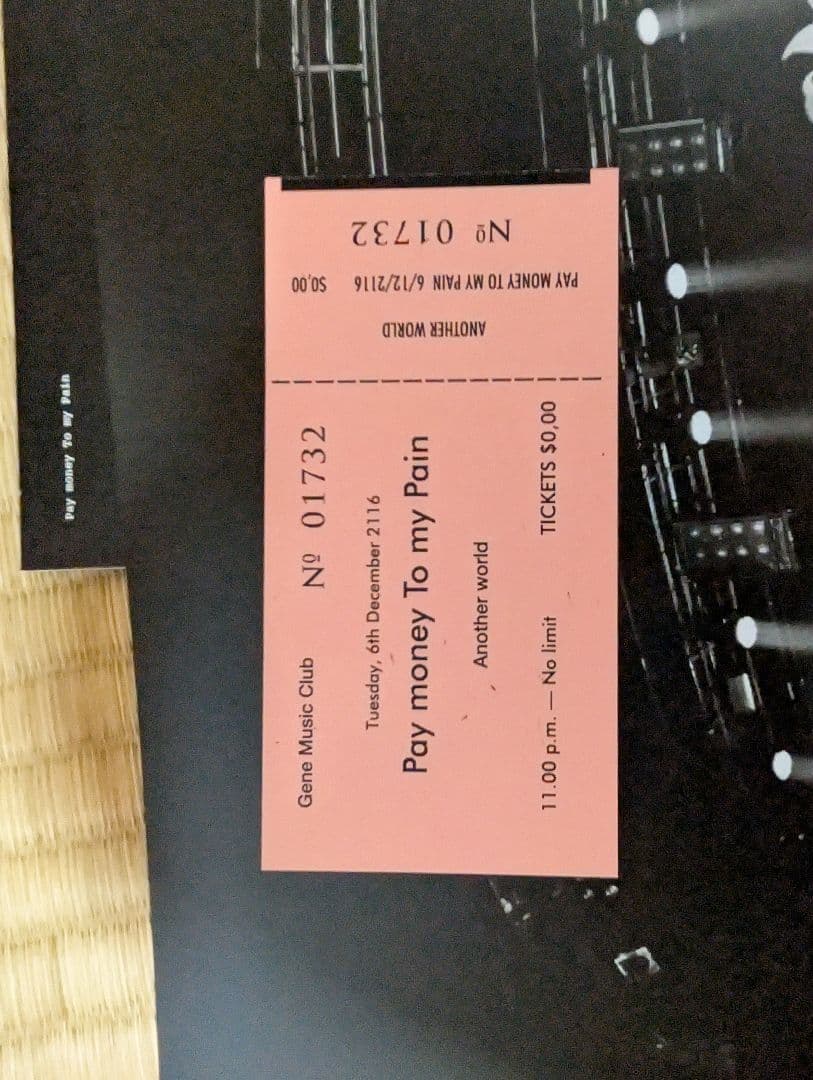 Pay money To my Pain
Gene Music Club
Nº 01732
Tuesday, 6th December 2116
Pay money To my Pain
Another world
11.00 p.m. — No limit
TICKETS $0,00
ANOTHER WORLD
PAY MONEY TO MY PAIN 6/12/2116 $0,00
Nº 01732